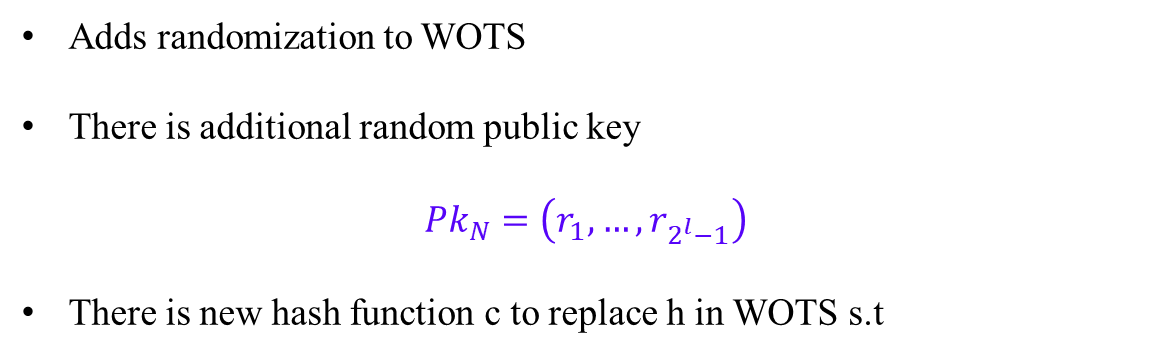 • Adds randomization to WOTS
• There is additional random public key
$Pk_N = (r_1, \ldots, r_{2^l-1})$
• There is new hash function c to replace h in WOTS s.t